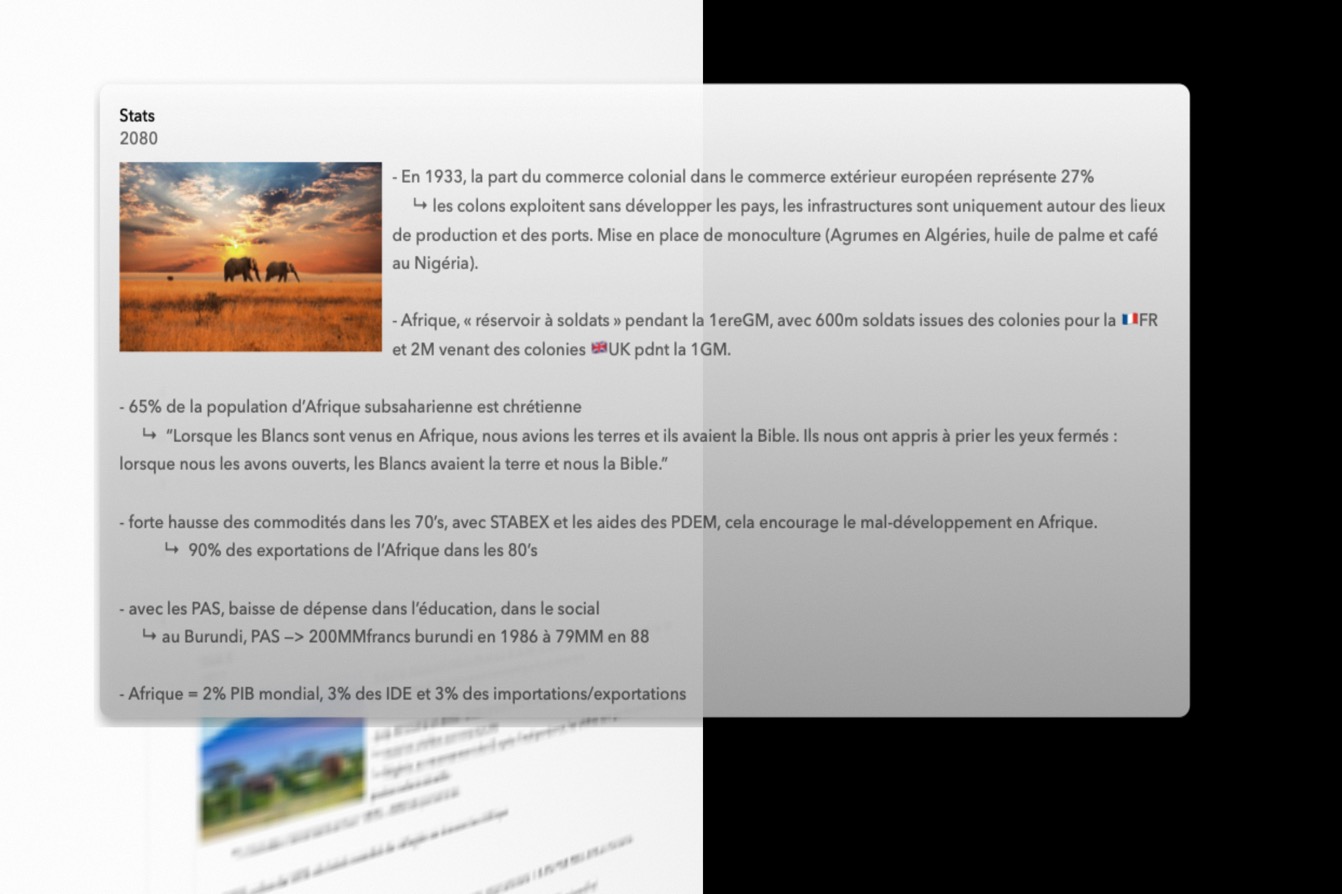 Stats
2080
- En 1933, la part du commerce colonial dans le commerce extérieur européen représente 27%
↳ les colons exploitent sans développer les pays, les infrastructures sont uniquement autour des lieux
de production et des ports. Mise en place de monoculture (Agrumes en Algéries, huile de palme et café
au Nigéria).
- Afrique, « réservoir à soldats » pendant la 1ereGM, avec 600m soldats issues des colonies pour la 🇫🇷FR
et 2M venant des colonies 🇬🇧UK pdnt la 1GM.
- 65% de la population d’Afrique subsaharienne est chrétienne
↳ “Lorsque les Blancs sont venus en Afrique, nous avions les terres et ils avaient la Bible. Ils nous ont appris à prier les yeux fermés :
lorsque nous les avons ouverts, les Blancs avaient la terre et nous la Bible.”
- forte hausse des commodités dans les 70’s, avec STABEX et les aides des PDEM, cela encourage le mal-développement en Afrique.
↳ 90% des exportations de l’Afrique dans les 80’s
- avec les PAS, baisse de dépense dans l’éducation, dans le social
↳ au Burundi, PAS —> 200MMfrancs burundi en 1986 à 79MM en 88
- Afrique = 2% PIB mondial, 3% des IDE et 3% des importations/exportations